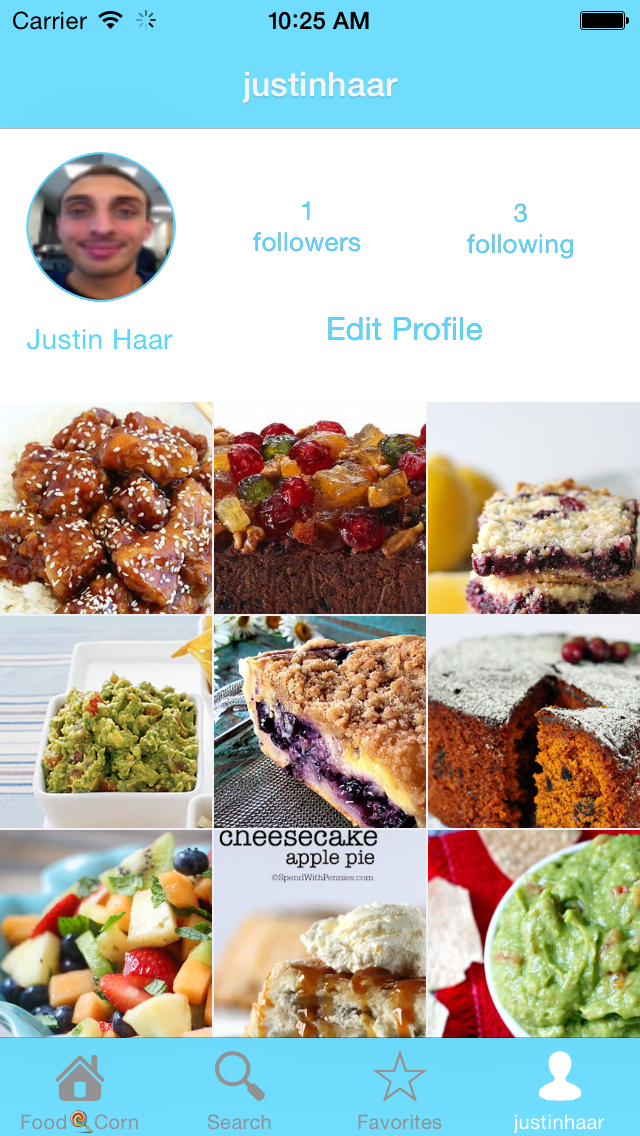 Carrier 10:25 AM
justinhaar
1
followers
3
following
Justin Haar
Edit Profile
cheesecake
apple pie
©SpendWithPennies.com
Food Corn
Search
Favorites
justinhaar